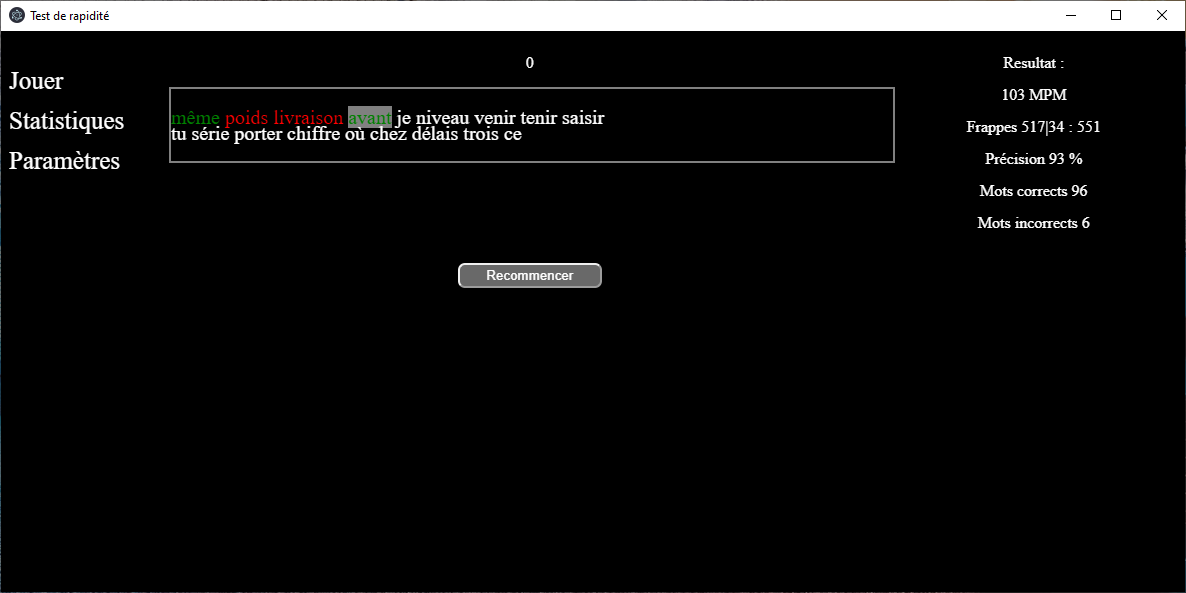 Test de rapidité
Jouer
Statistiques
Paramètres
0
même poids livraison avant je niveau venir tenir saisir
tu série porter chiffre où chez délais trois ce
Recommencer
Resultat :
103 MPM
Frappes 517|34 : 551
Précision 93 %
Mots corrects 96
Mots incorrects 6